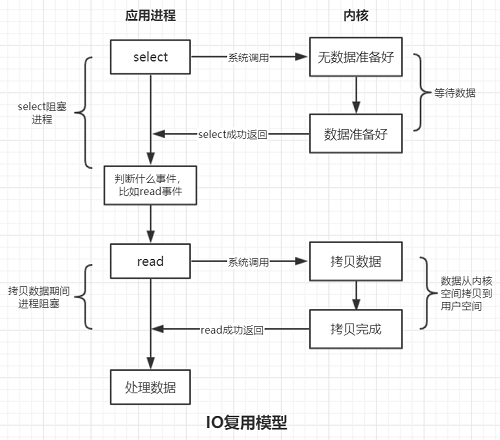 应用进程
内核
select
系统调用
无数据准备好
select阻塞
进程
等待数据
select成功返回
数据准备好
判断什么事件，
比如read事件
read
系统调用
拷贝数据
拷贝数据期间
进程阻塞
数据从内核
空间拷贝到
用户空间
read成功返回
拷贝完成
处理数据
IO复用模型